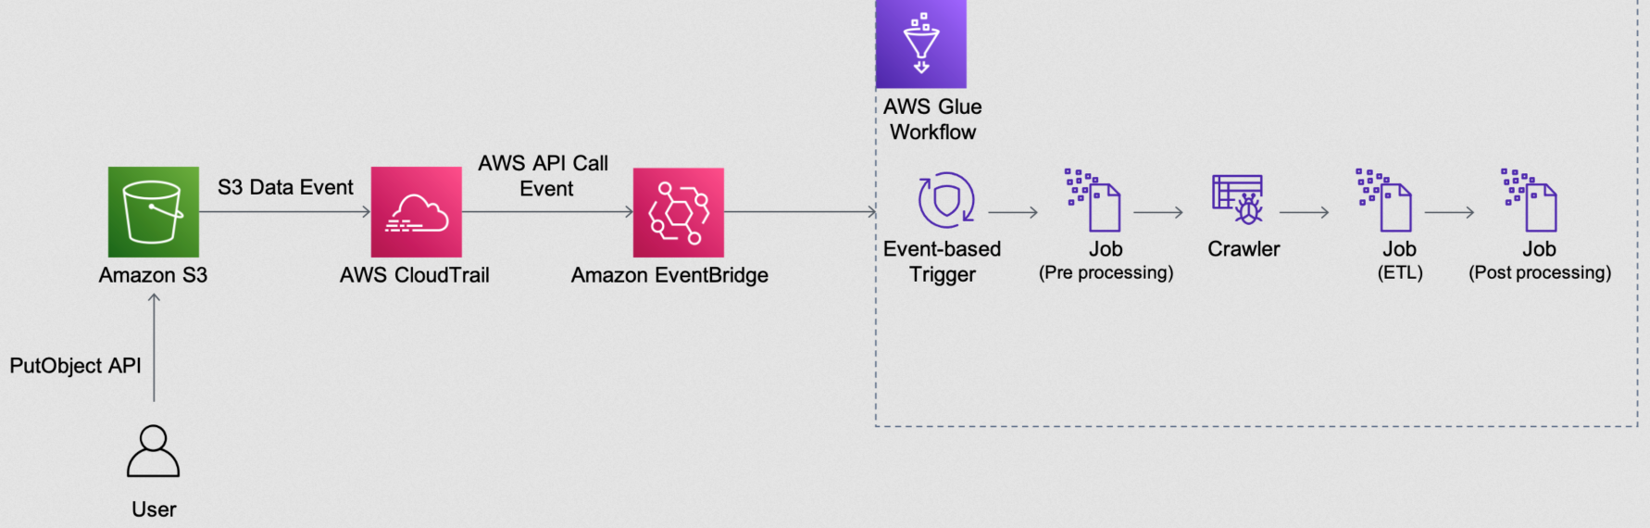 AWS Glue
Workflow
S3 Data Event
AWS API Call
Event
Amazon S3
AWS CloudTrail
Amazon EventBridge
Event-based
Trigger
Job
(Pre processing)
Crawler
Job
(ETL)
Job
(Post processing)
PutObject API
User